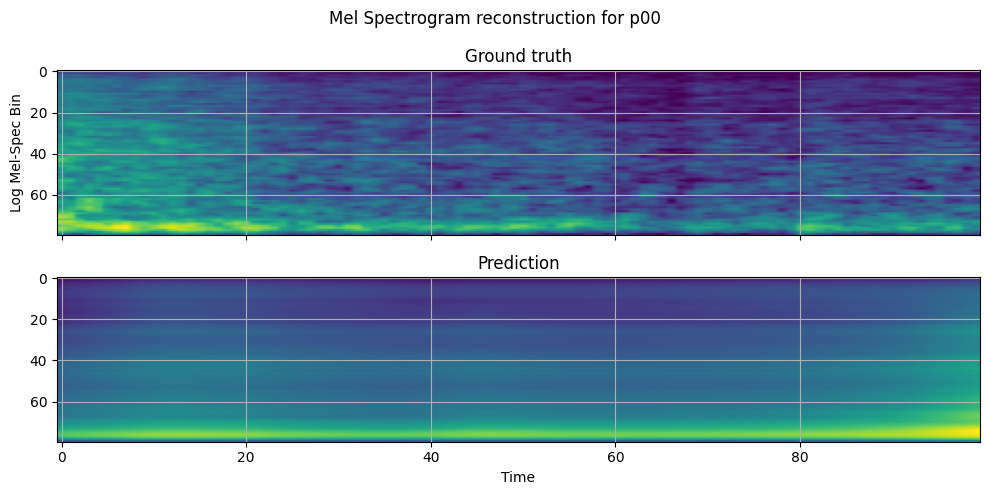 Mel Spectrogram reconstruction for p00
Ground truth
Log Mel-Spec Bin
0
20
40
60
Prediction
0
20
40
60
0 20 40 60 80
Time